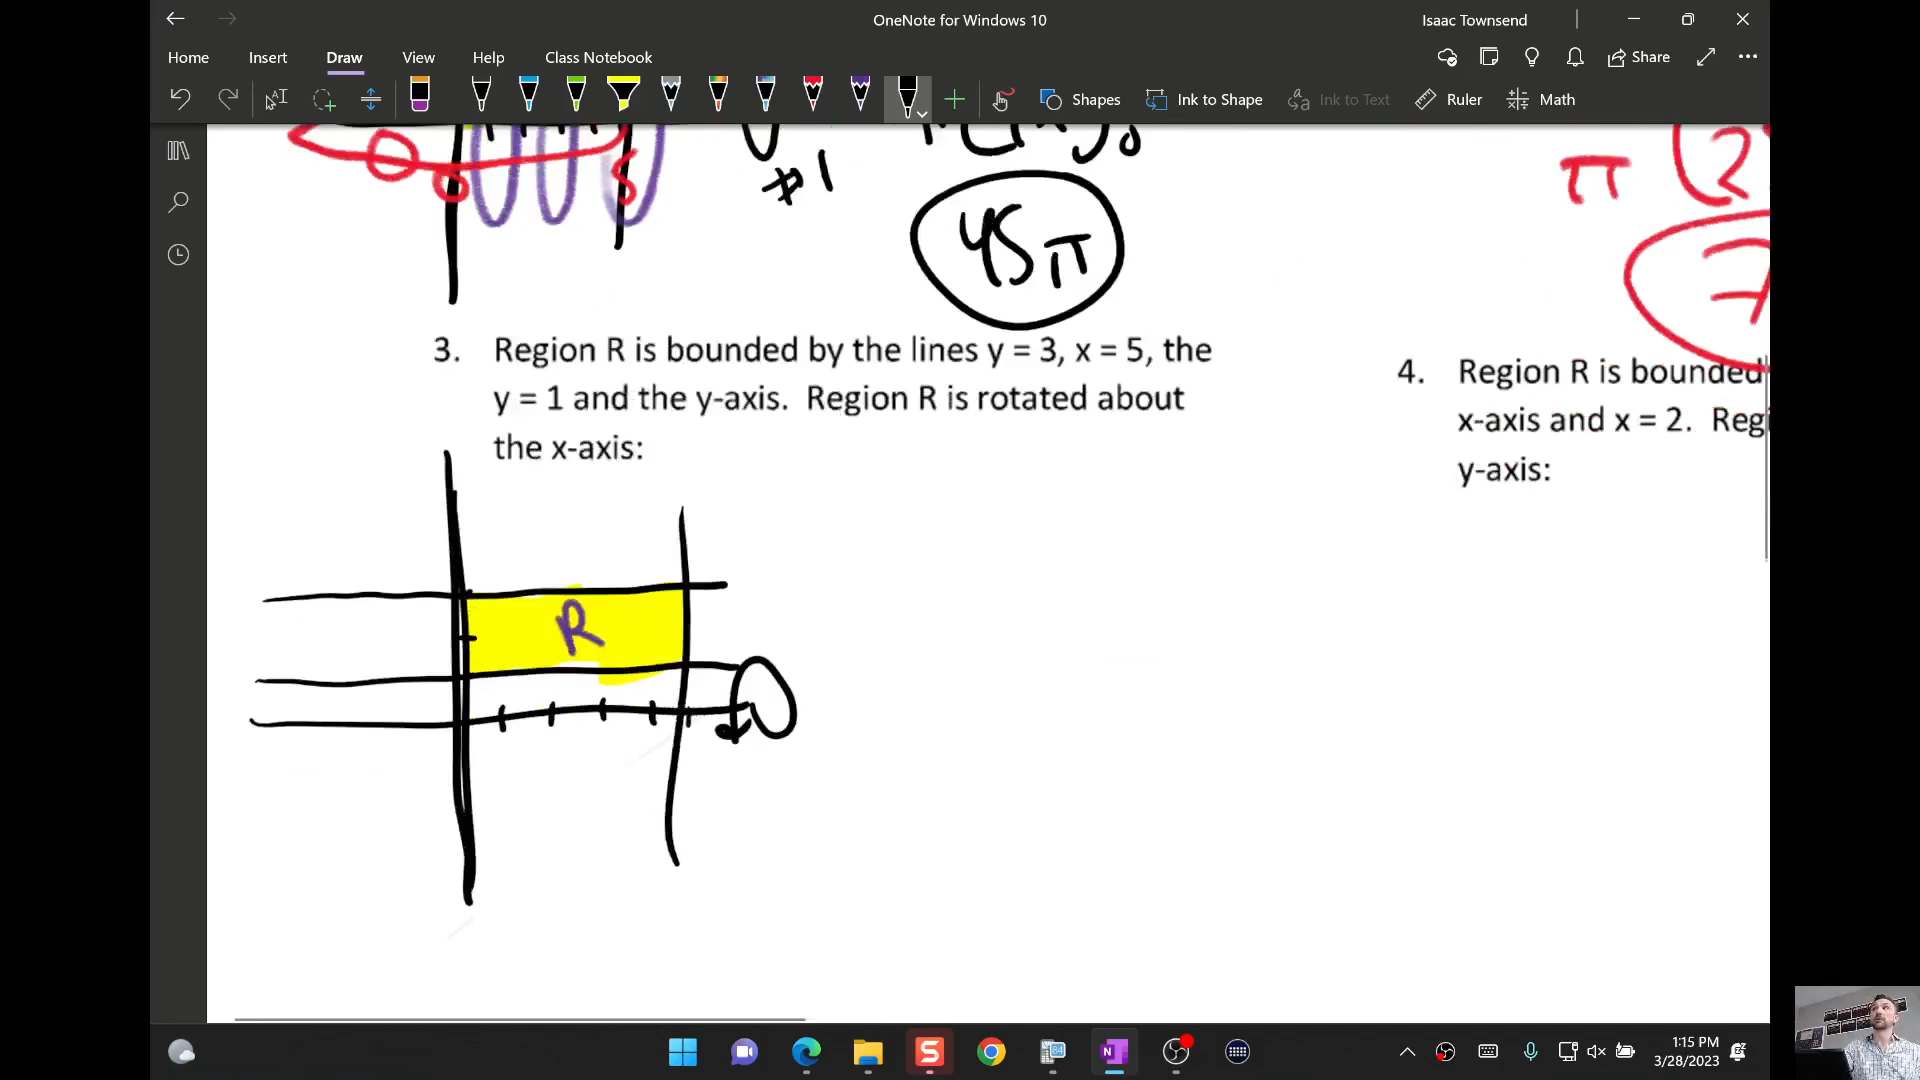 OneNote for Windows 10
Isaac Townsend
Home Insert Draw View Help Class Notebook
Share
Shapes Ink to Shape Ink to Text Ruler Math
#1
45π
π
3. Region R is bounded by the lines y = 3, x = 5, the
y = 1 and the y-axis. Region R is rotated about
the x-axis:
4. Region R is bounded
x-axis and x = 2. Regi
y-axis:
R
1:15 PM
3/28/2023